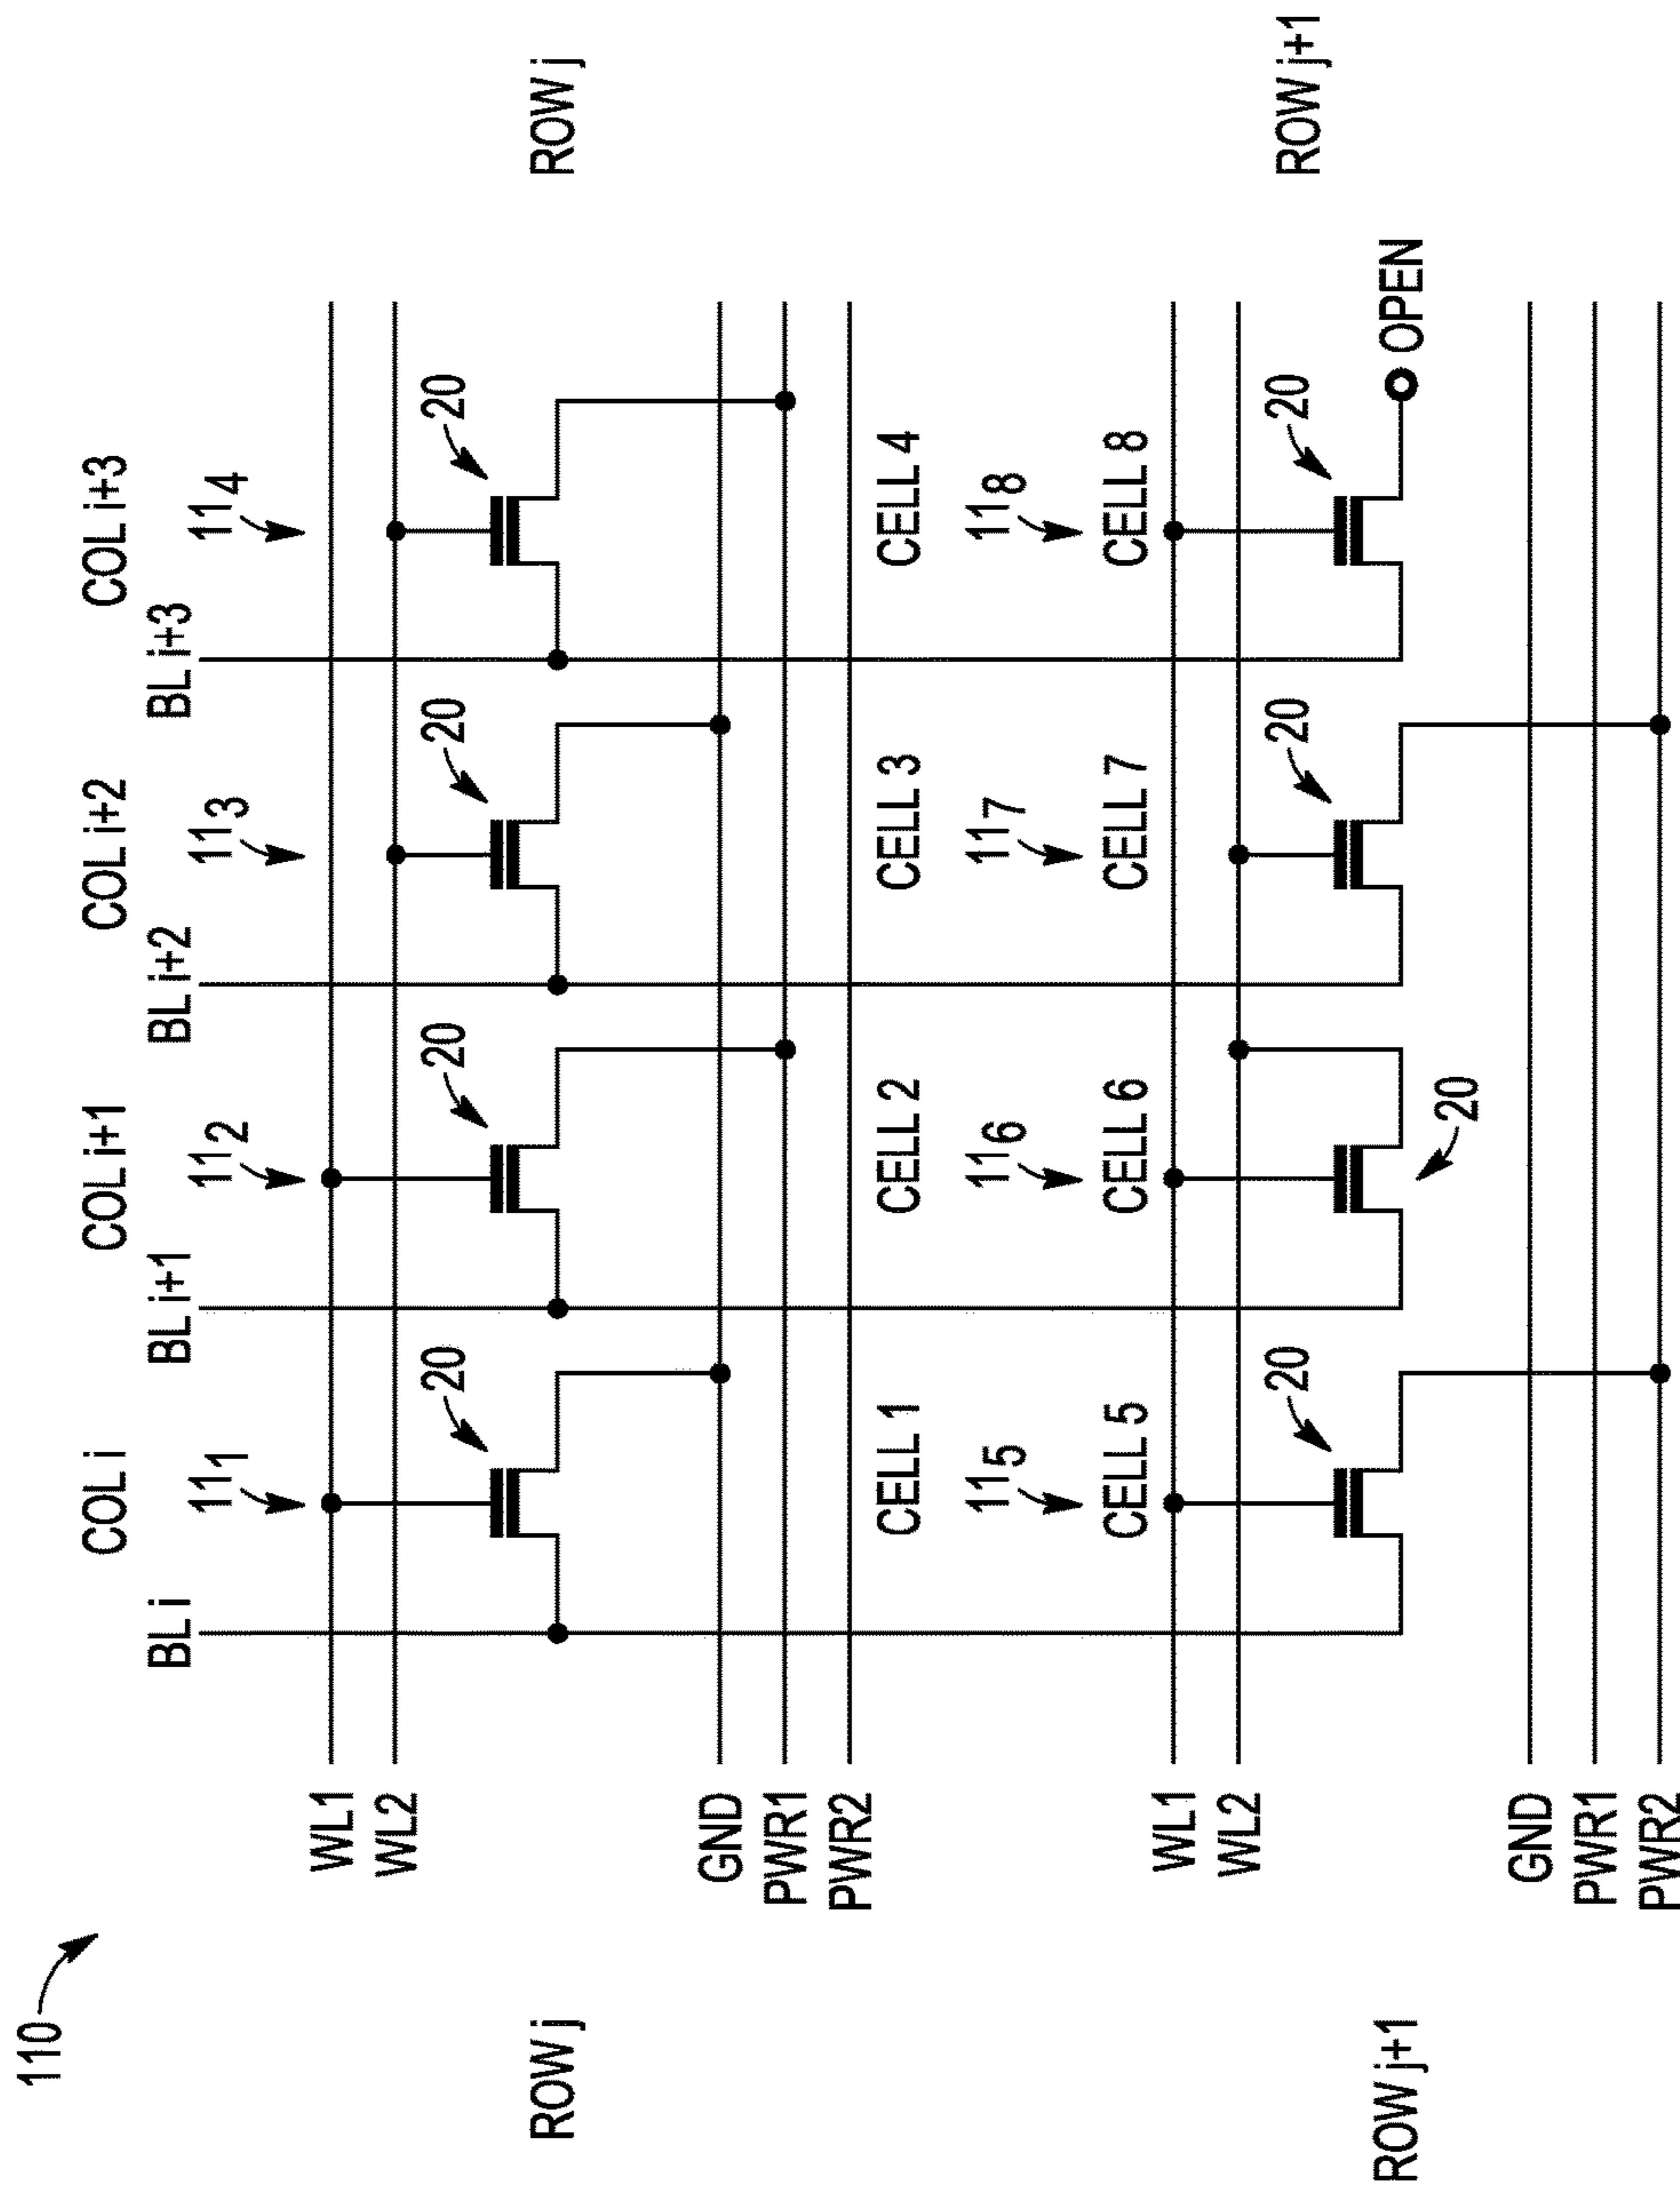 110
COL i
COL i+1
COL i+2
COL i+3
BL i
BL i+1
BL i+2
BL i+3
11₁
11₂
11₃
11₄
WL1
WL2
20
20
20
20
ROW j
ROW j
GND
PWR1
PWR2
CELL 1
CELL 2
CELL 3
CELL 4
11₅
11₆
11₇
11₈
CELL 5
CELL 6
CELL 7
CELL 8
WL1
WL2
20
20
20
ROW j+1
ROW j+1
OPEN
20
GND
PWR1
PWR2